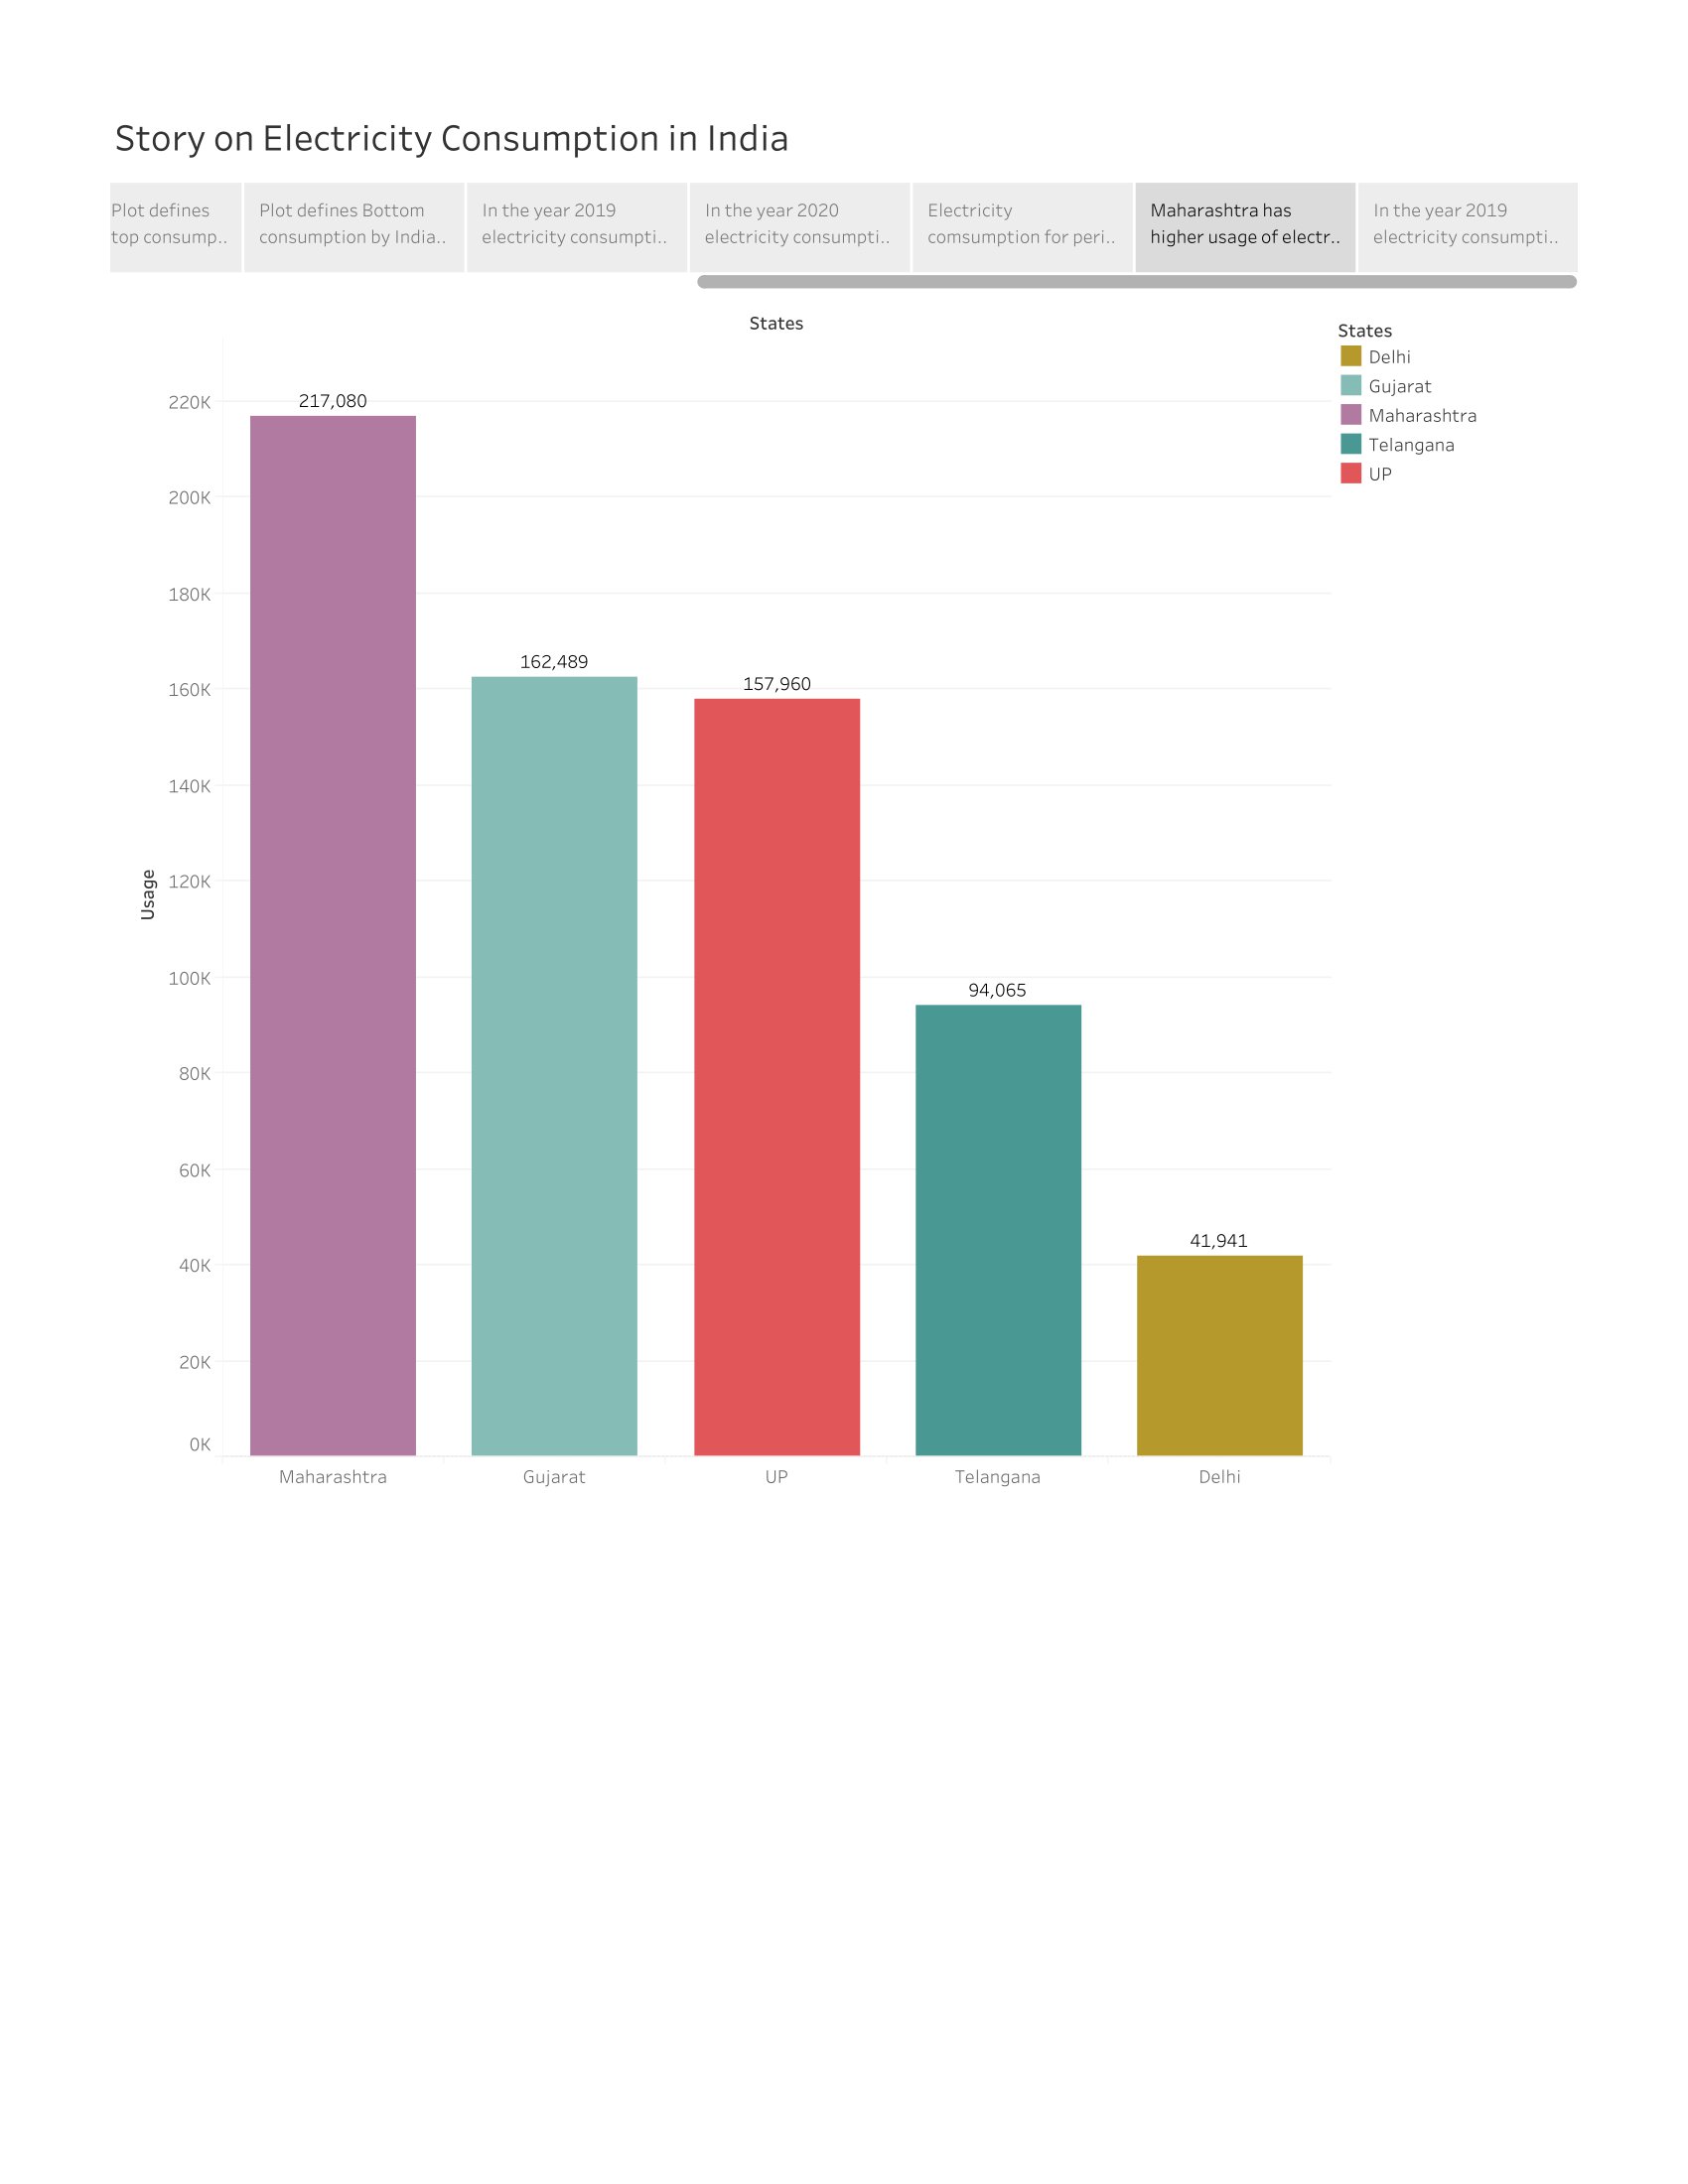 Story on Electricity Consumption in India
Plot defines
top consump..
Plot defines Bottom
consumption by India..
In the year 2019
electricity consumpti..
In the year 2020
electricity consumpti..
Electricity
comsumption for peri..
Maharashtra has
higher usage of electr..
In the year 2019
electricity consumpti..
States
States
Delhi
Gujarat
Maharashtra
Telangana
UP
220K
200K
180K
160K
140K
120K
100K
80K
60K
40K
20K
0K
Usage
217,080
162,489
157,960
94,065
41,941
Maharashtra
Gujarat
UP
Telangana
Delhi